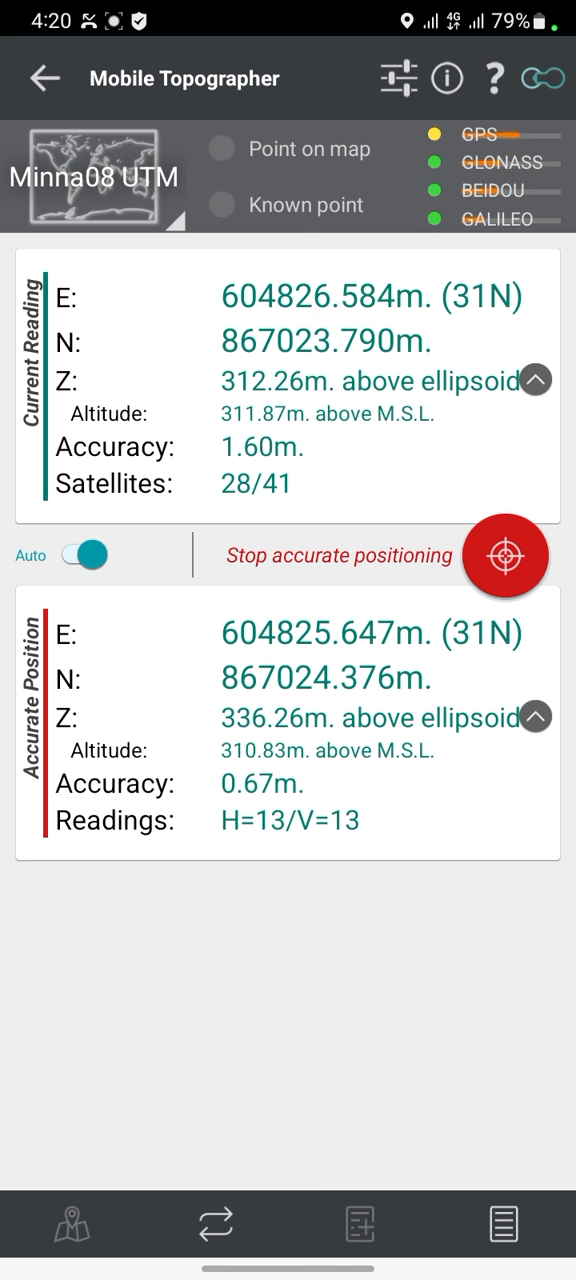 4:20 4G 79%
Mobile Topographer
Minna08 UTM
Point on map
Known point
GPS
GLONASS
BEIDOU
GALILEO
Current Reading
E: 604826.584m. (31N)
N: 867023.790m.
Z: 312.26m. above ellipsoid
Altitude: 311.87m. above M.S.L.
Accuracy: 1.60m.
Satellites: 28/41
Auto Stop accurate positioning
Accurate Position
E: 604825.647m. (31N)
N: 867024.376m.
Z: 336.26m. above ellipsoid
Altitude: 310.83m. above M.S.L.
Accuracy: 0.67m.
Readings: H=13/V=13